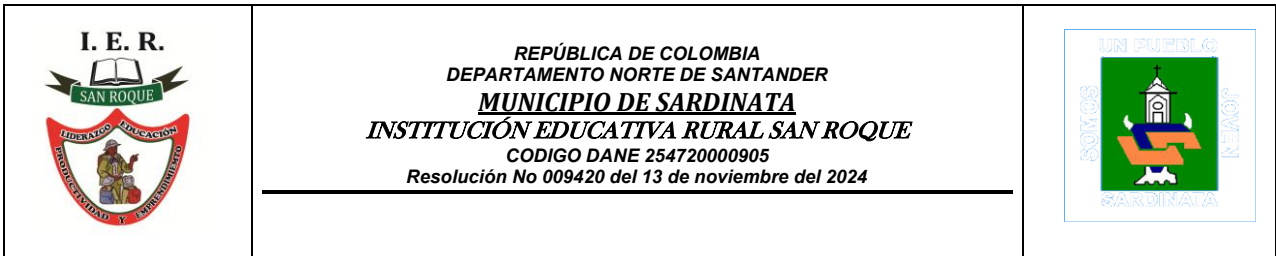 I. E. R.
SAN ROQUE
LIDERAZGO EDUCACIÓN
PRODUCTIVIDAD Y EMPRENDIMIENTO
REPÚBLICA DE COLOMBIA
DEPARTAMENTO NORTE DE SANTANDER
MUNICIPIO DE SARDINATA
INSTITUCIÓN EDUCATIVA RURAL SAN ROQUE
CODIGO DANE 254720000905
Resolución No 009420 del 13 de noviembre del 2024
UN PUEBLO
SOMOS
JOVEN
SARDINATA